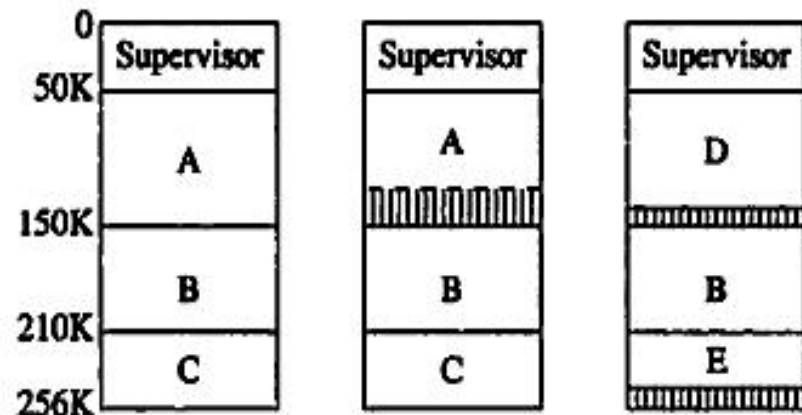 0
Supervisor Supervisor Supervisor
50K
A A D
150K
B B B
210K
C C E
256K